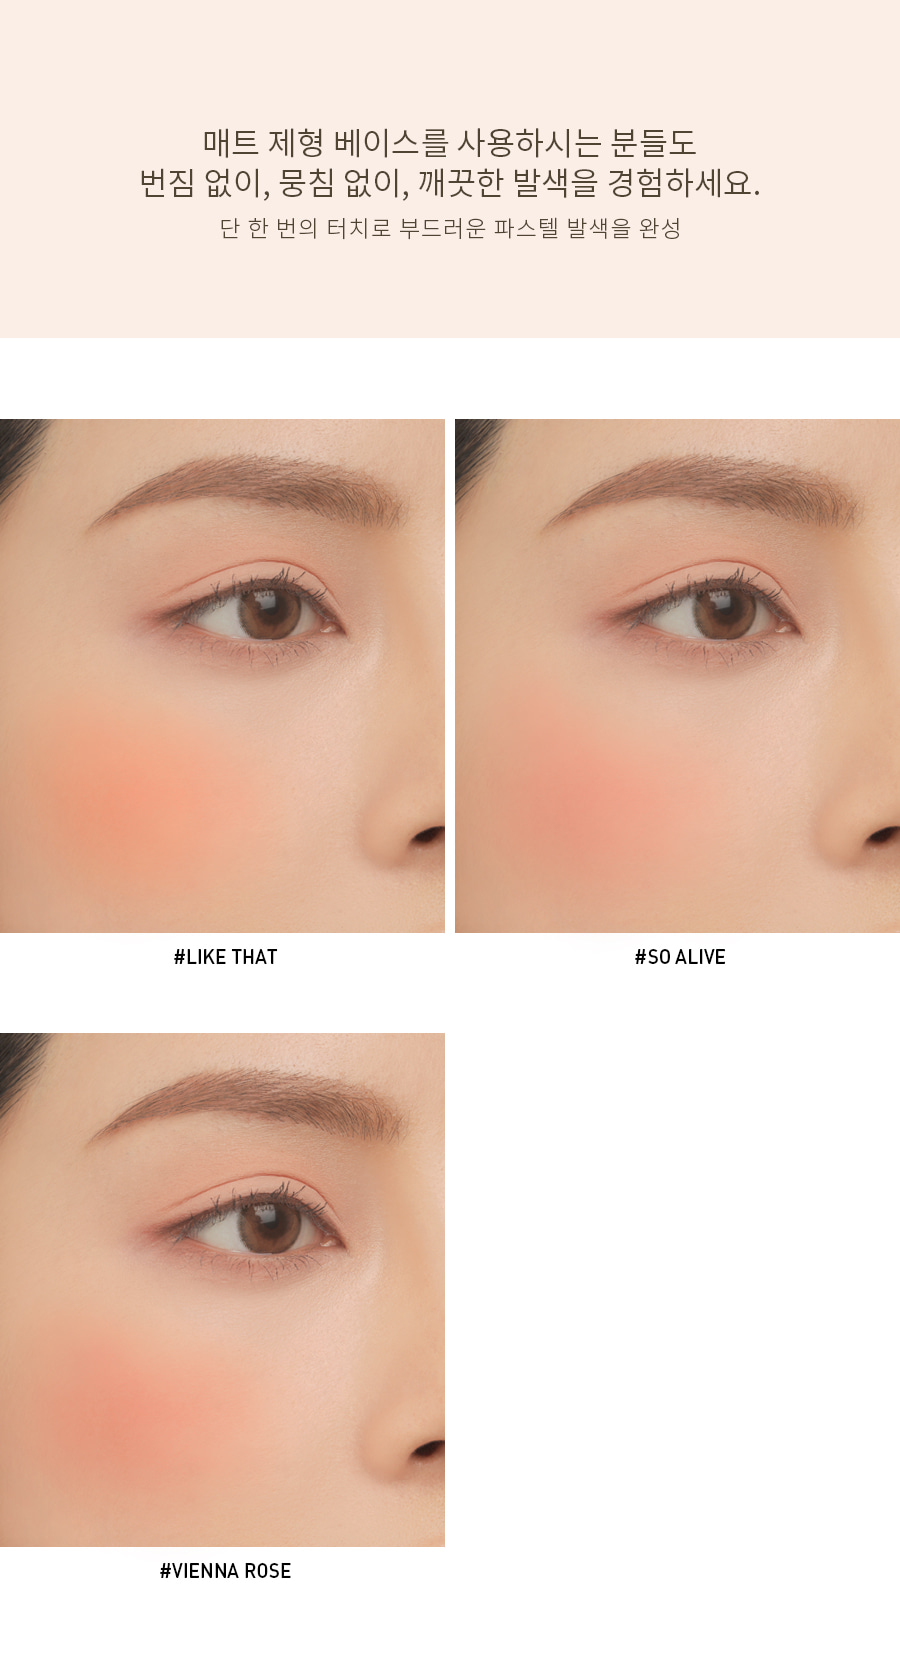 매트 제형 베이스를 사용하시는 분들도
번짐 없이, 뭉침 없이, 깨끗한 발색을 경험하세요.
단 한 번의 터치로 부드러운 파스텔 발색을 완성
#LIKE THAT
#SO ALIVE
#VIENNA ROSE